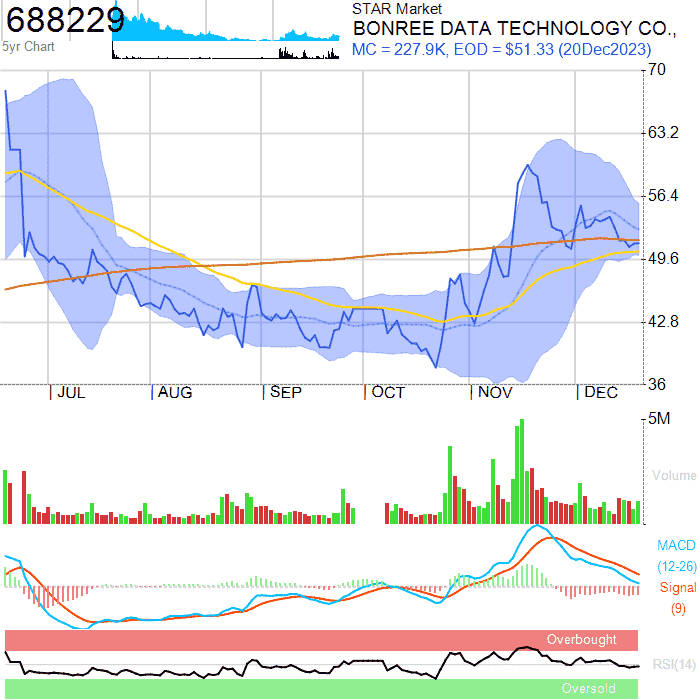 688229
5yr Chart
STAR Market
BONREE DATA TECHNOLOGY CO.,
MC = 227.9K, EOD = $51.33 (20Dec2023)
70
63.2
56.4
49.6
42.8
36
JUL AUG SEP OCT NOV DEC
5M
Volume
MACD
(12-26)
Signal
(9)
Overbought
RSI(14)
Oversold